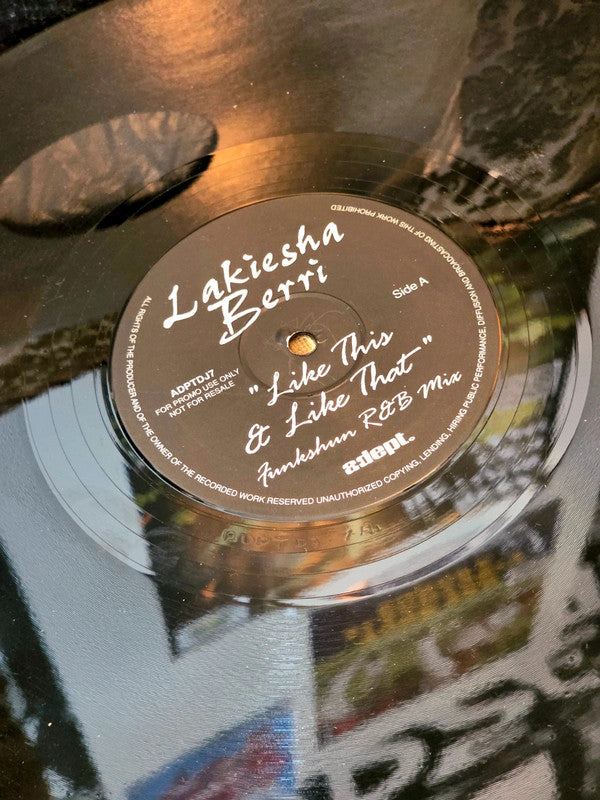 Lakiesha
Berri
Side A
ADPTDJ7
FOR PROMO USE ONLY
NOT FOR RESALE
"Like This
& Like That"
Funkshun R&B Mix
adept.
ALL RIGHTS OF THE PRODUCER AND OF THE OWNER OF THE RECORDED WORK RESERVED UNAUTHORIZED COPYING, LENDING, HIRING PUBLIC PERFORMANCE, DIFFUSION AND BROADCASTING OF THIS WORK PROHIBITED